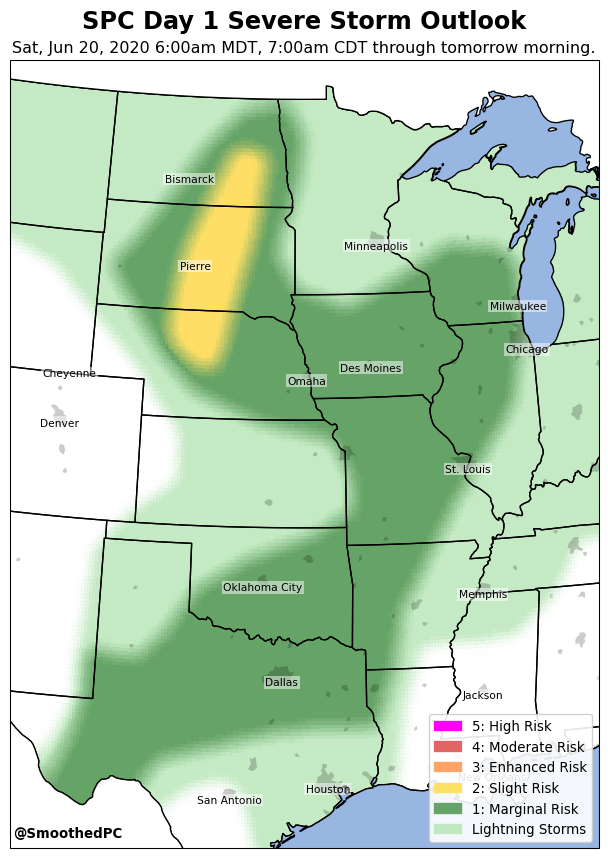 SPC Day 1 Severe Storm Outlook
Sat, Jun 20, 2020 6:00am MDT, 7:00am CDT through tomorrow morning.
Bismarck
Minneapolis
Pierre
Milwaukee
Chicago
Des Moines
Cheyenne
Omaha
Denver
St. Louis
Oklahoma City
Memphis
Dallas
Jackson
New Orleans
Houston
San Antonio
5: High Risk
4: Moderate Risk
3: Enhanced Risk
2: Slight Risk
1: Marginal Risk
Lightning Storms
@SmoothedPC